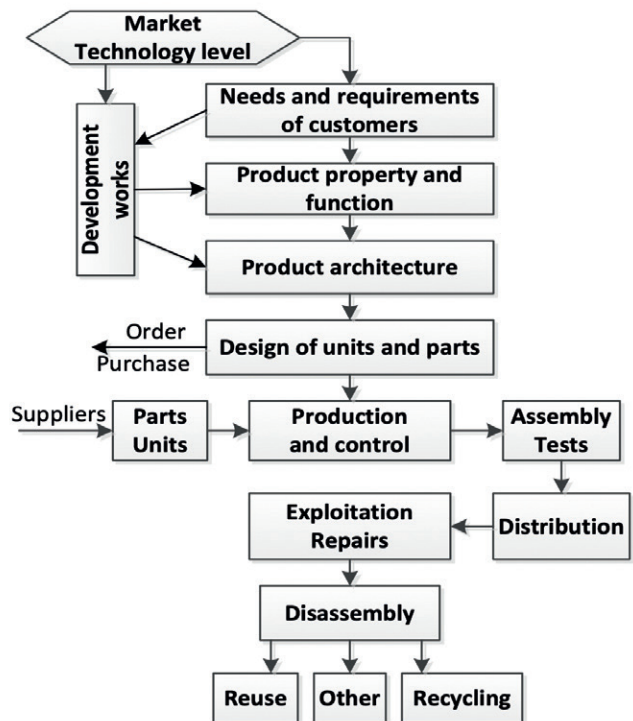 Market
Technology level
Needs and requirements
of customers
Development
works
Product property and
function
Product architecture
Order
Purchase
Design of units and parts
Suppliers
Parts
Units
Production
and control
Assembly
Tests
Exploitation
Repairs
Distribution
Disassembly
Reuse
Other
Recycling